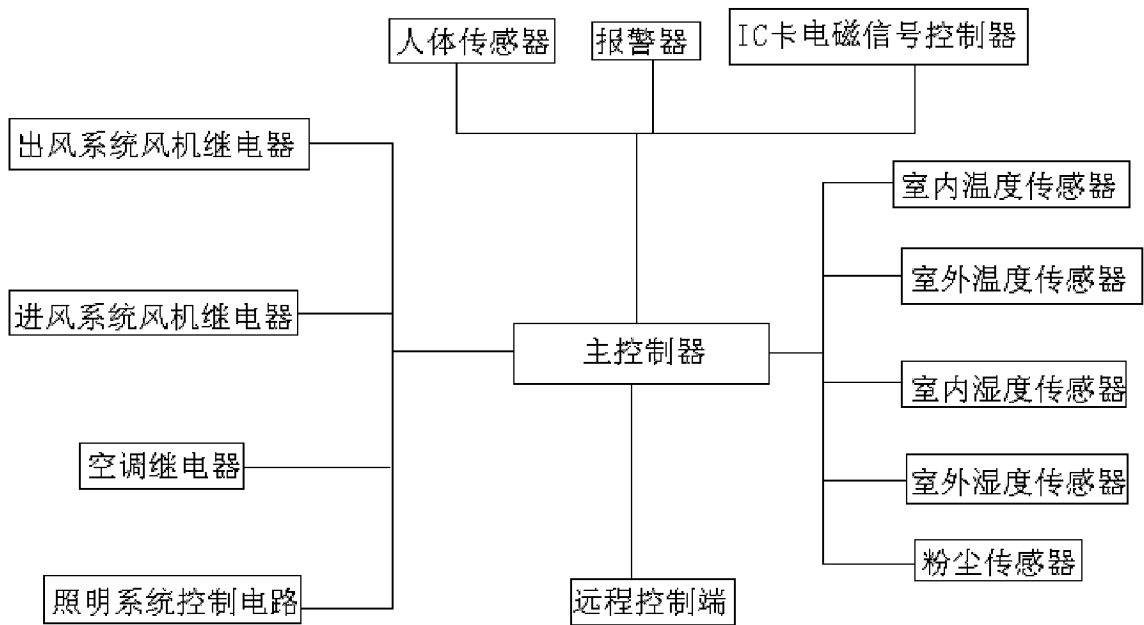 人体传感器
报警器
IC卡电磁信号控制器
出风系统风机继电器
室内温度传感器
室外温度传感器
进风系统风机继电器
主控制器
室内湿度传感器
空调继电器
室外湿度传感器
粉尘传感器
照明系统控制电路
远程控制端